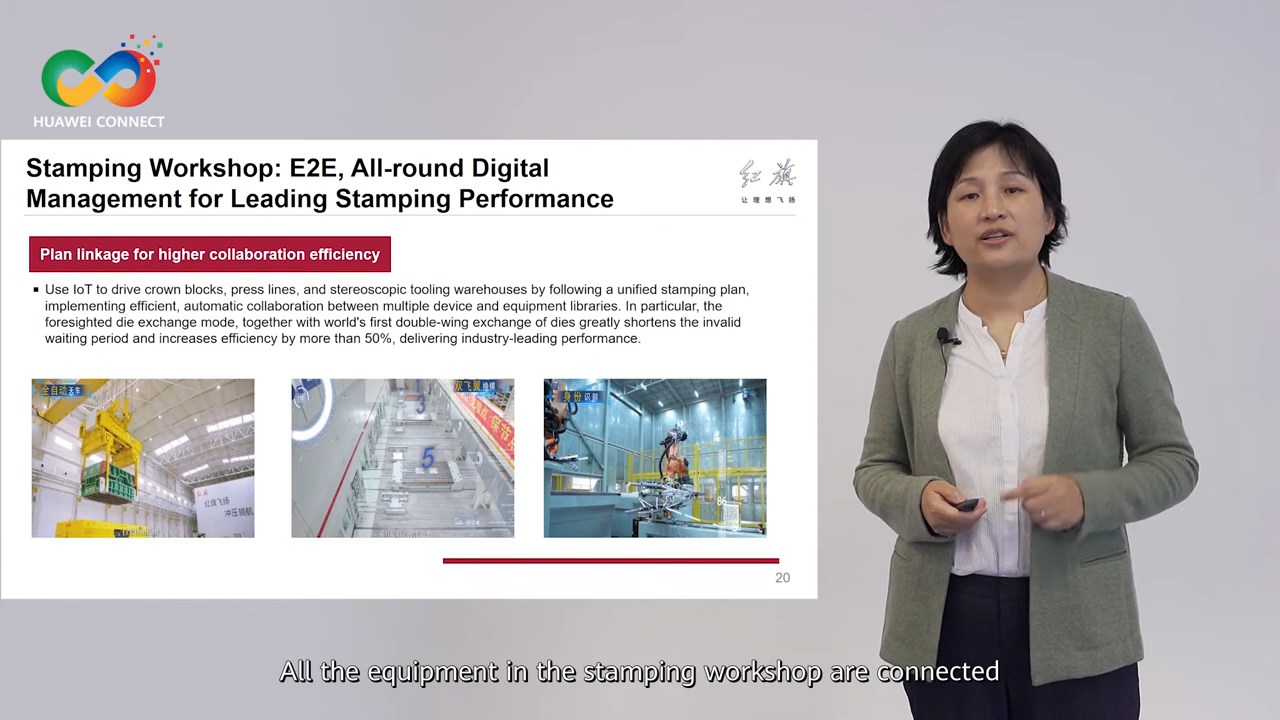 HUAWEI CONNECT
Stamping Workshop: E2E, All-round Digital
Management for Leading Stamping Performance
红旗
让理想飞扬
Plan linkage for higher collaboration efficiency
Use IoT to drive crown blocks, press lines, and stereoscopic tooling warehouses by following a unified stamping plan,
implementing efficient, automatic collaboration between multiple device and equipment libraries. In particular, the
foresighted die exchange mode, together with world's first double-wing exchange of dies greatly shortens the invalid
waiting period and increases efficiency by more than 50%, delivering industry-leading performance.
全自动天车
双飞翼换模
身份识别
3
5
红旗飞扬
冲压领航
86
20
All the equipment in the stamping workshop are connected